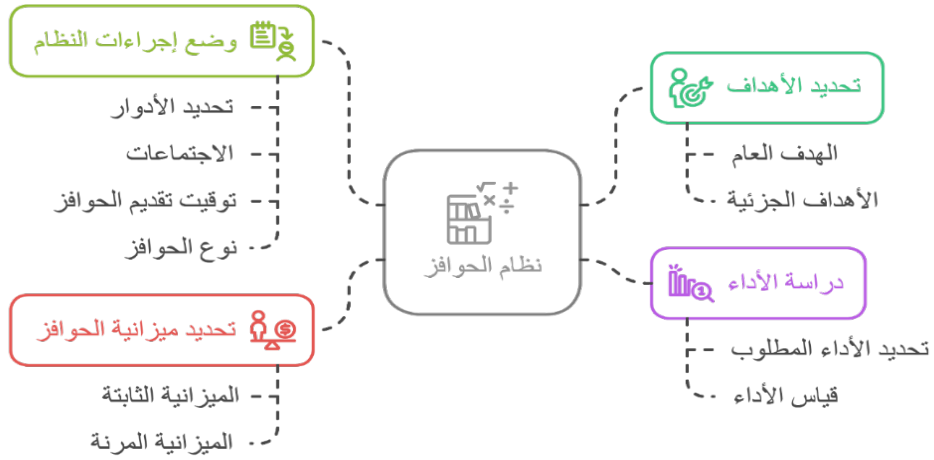 نظام الحوافز
تحديد الأهداف
الهدف العام
الأهداف الجزئية
دراسة الأداء
تحديد الأداء المطلوب
قياس الأداء
وضع إجراءات النظام
تحديد الأدوار
الاجتماعات
توقيت تقديم الحوافز
نوع الحوافز
تحديد ميزانية الحوافز
الميزانية الثابتة
الميزانية المرنة